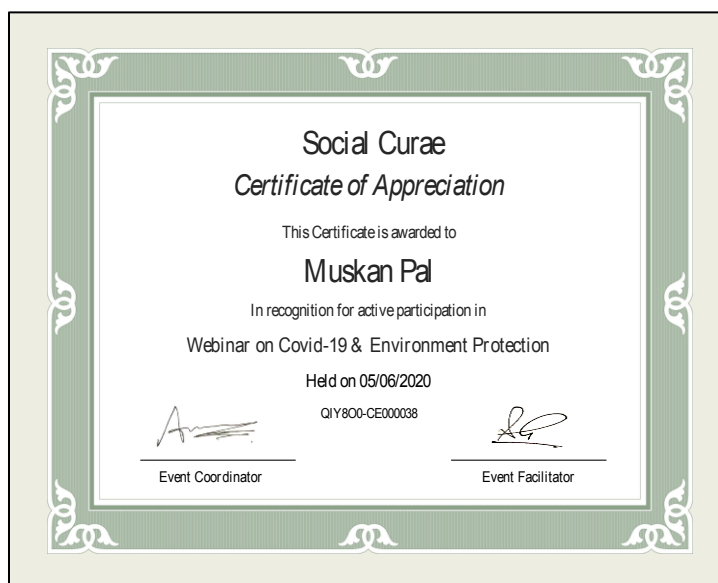 Social Curae
Certificate of Appreciation
This Certificate is awarded to
Muskan Pal
In recognition for active participation in
Webinar on Covid-19 & Environment Protection
Held on 05/06/2020
QIY8O0-CE000038
Event Coordinator
Event Facilitator